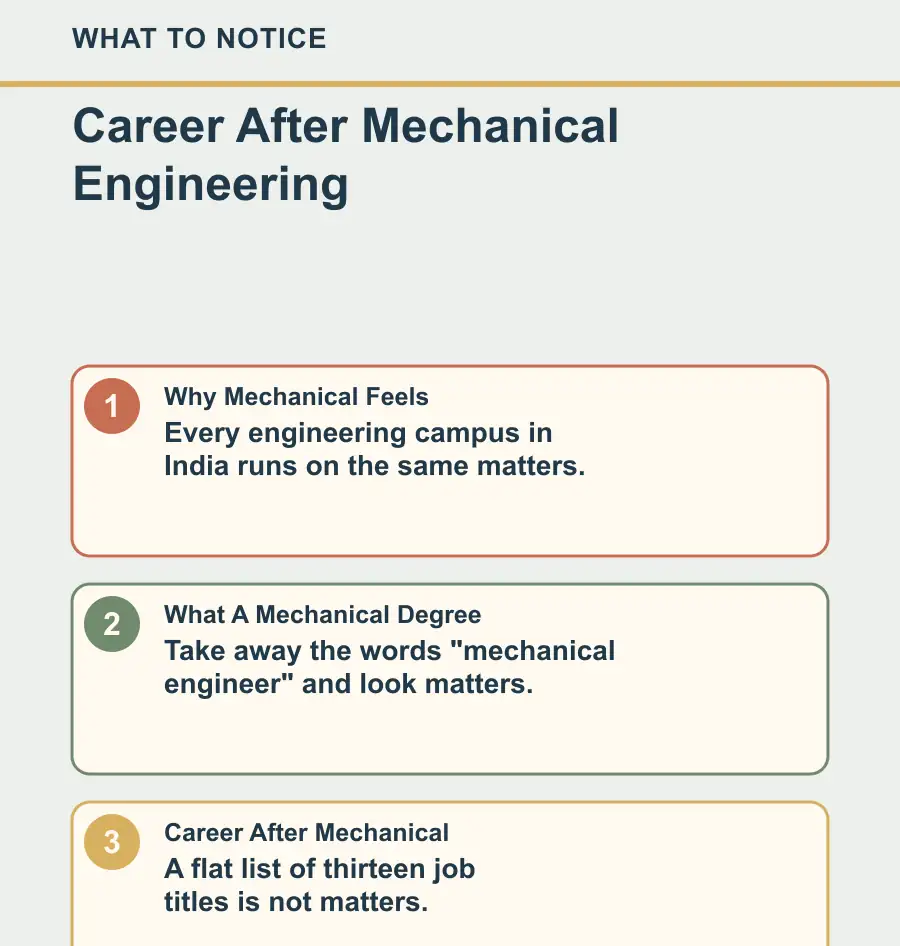 WHAT TO NOTICE
Career After Mechanical
Engineering
1
Why Mechanical Feels
Every engineering campus in
India runs on the same matters.
2
What A Mechanical Degree
Take away the words "mechanical
engineer" and look matters.
3
Career After Mechanical
A flat list of thirteen job
titles is not matters.